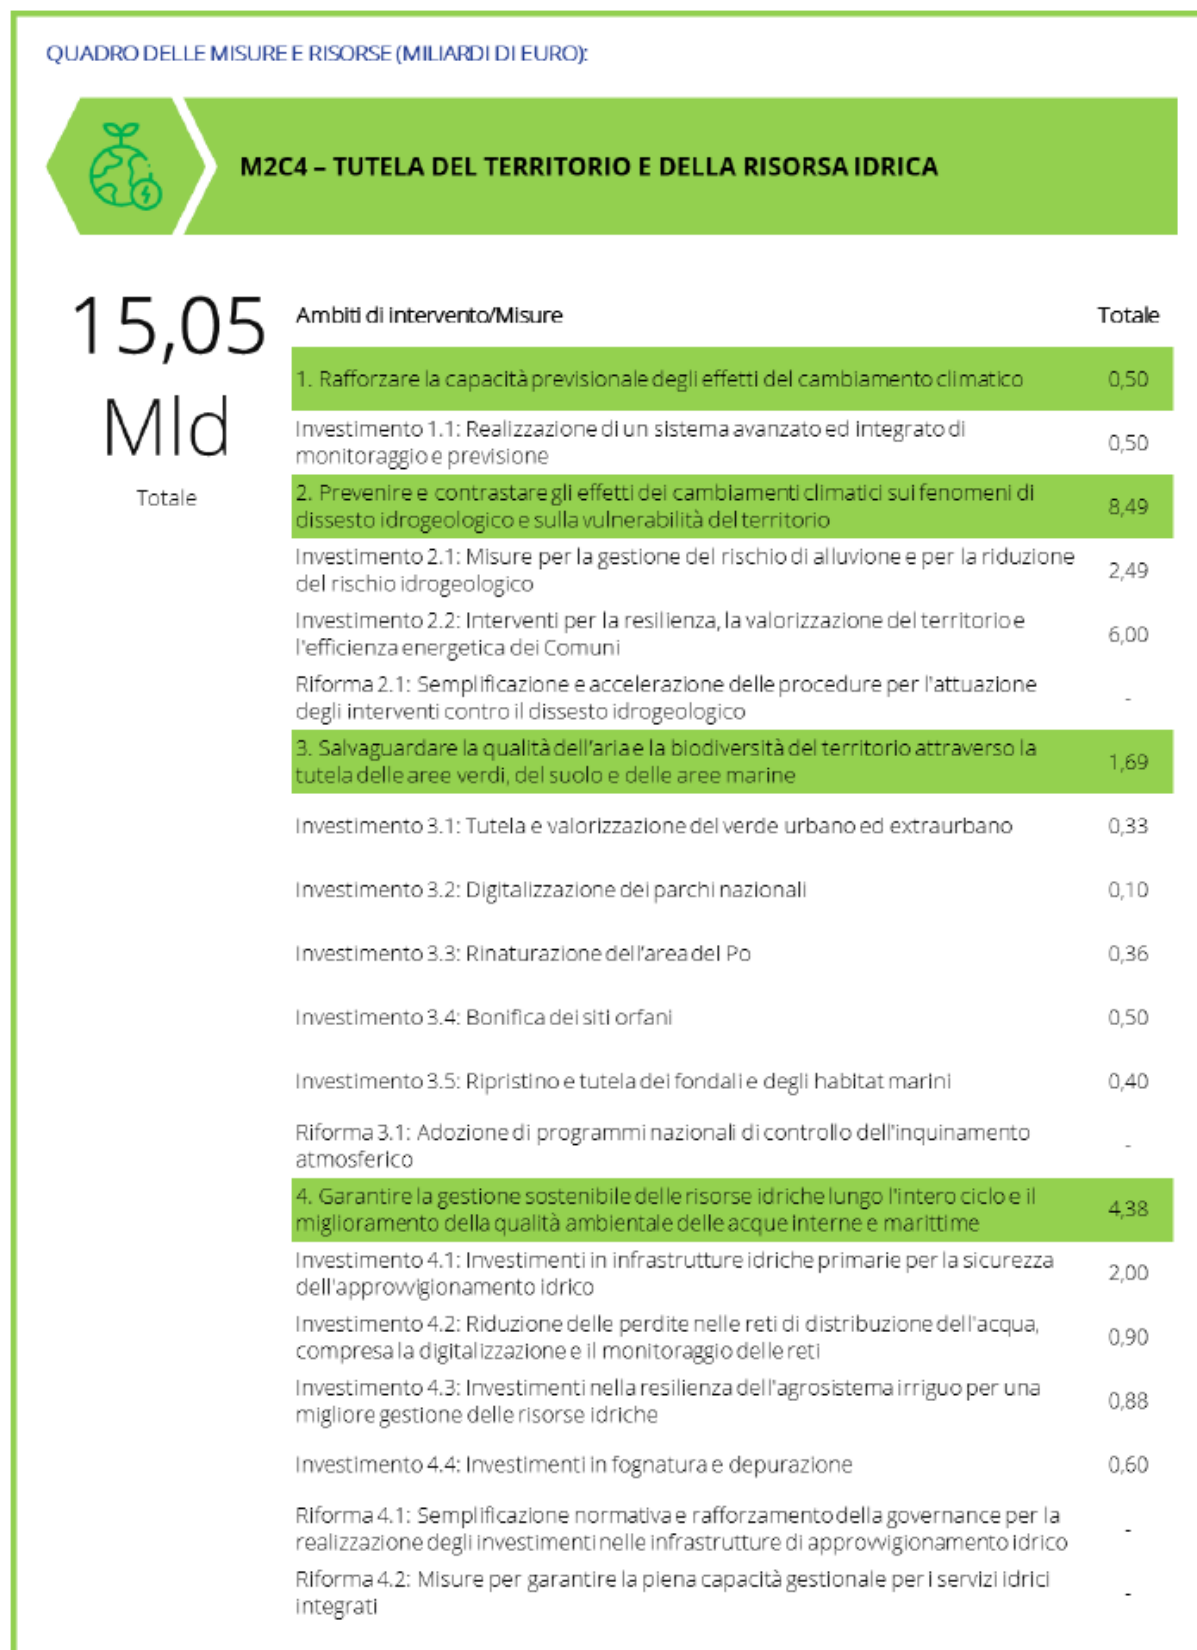 QUADRO DELLE MISURE E RISORSE (MILIARDI DI EURO):
M2C4 – TUTELA DEL TERRITORIO E DELLA RISORSA IDRICA
15,05
Mld
Totale
Ambiti di intervento/Misure Totale
1. Rafforzare la capacità previsionale degli effetti del cambiamento climatico 0,50
Investimento 1.1: Realizzazione di un sistema avanzato ed integrato di
monitoraggio e previsione 0,50
2. Prevenire e contrastare gli effetti dei cambiamenti climatici sui fenomeni di
dissesto idrogeologico e sulla vulnerabilità del territorio 8,49
Investimento 2.1: Misure per la gestione del rischio di alluvione e per la riduzione
del rischio idrogeologico 2,49
Investimento 2.2: Interventi per la resilienza, la valorizzazione del territorio e
l'efficienza energetica dei Comuni 6,00
Riforma 2.1: Semplificazione e accelerazione delle procedure per l'attuazione
degli interventi contro il dissesto idrogeologico -
3. Salvaguardare la qualità dell'aria e la biodiversità del territorio attraverso la
tutela delle aree verdi, del suolo e delle aree marine 1,69
Investimento 3.1: Tutela e valorizzazione del verde urbano ed extraurbano 0,33
Investimento 3.2: Digitalizzazione dei parchi nazionali 0,10
Investimento 3.3: Rinaturazione dell'area del Po 0,36
Investimento 3.4: Bonifica dei siti orfani 0,50
Investimento 3.5: Ripristino e tutela dei fondali e degli habitat marini 0,40
Riforma 3.1: Adozione di programmi nazionali di controllo dell'inquinamento
atmosferico -
4. Garantire la gestione sostenibile delle risorse idriche lungo l'intero ciclo e il
miglioramento della qualità ambientale delle acque interne e marittime 4,38
Investimento 4.1: Investimenti in infrastrutture idriche primarie per la sicurezza
dell'approvvigionamento idrico 2,00
Investimento 4.2: Riduzione delle perdite nelle reti di distribuzione dell'acqua,
compresa la digitalizzazione e il monitoraggio delle reti 0,90
Investimento 4.3: Investimenti nella resilienza dell'agrosistema irriguo per una
migliore gestione delle risorse idriche 0,88
Investimento 4.4: Investimenti in fognatura e depurazione 0,60
Riforma 4.1: Semplificazione normativa e rafforzamento della governance per la
realizzazione degli investimenti nelle infrastrutture di approvvigionamento idrico -
Riforma 4.2: Misure per garantire la piena capacità gestionale per i servizi idrici
integrati -